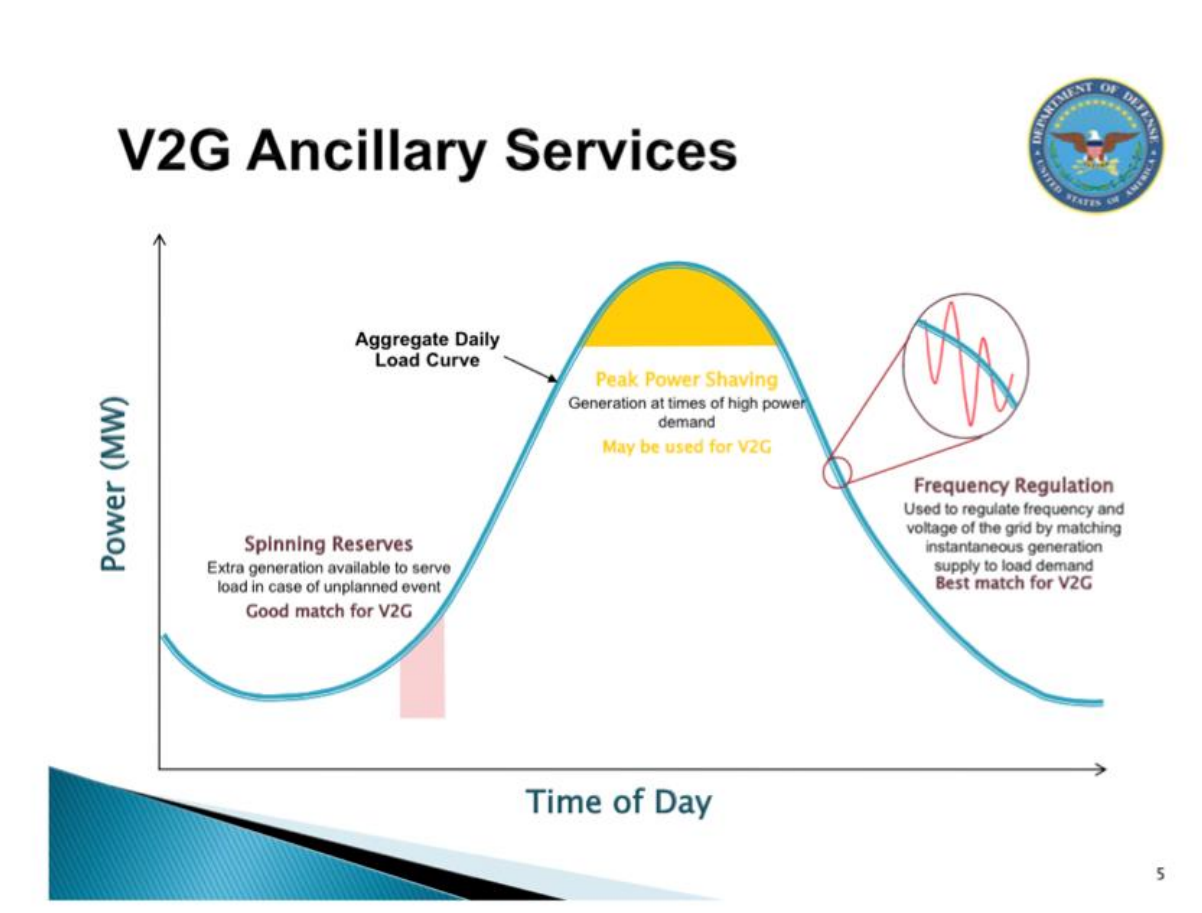 V2G Ancillary Services
DEPARTMENT OF DEFENSE
UNITED STATES OF AMERICA
Aggregate Daily
Load Curve
Peak Power Shaving
Generation at times of high power
demand
May be used for V2G
Power (MW)
Frequency Regulation
Used to regulate frequency and
voltage of the grid by matching
instantaneous generation
supply to load demand
Best match for V2G
Spinning Reserves
Extra generation available to serve
load in case of unplanned event
Good match for V2G
Time of Day
5